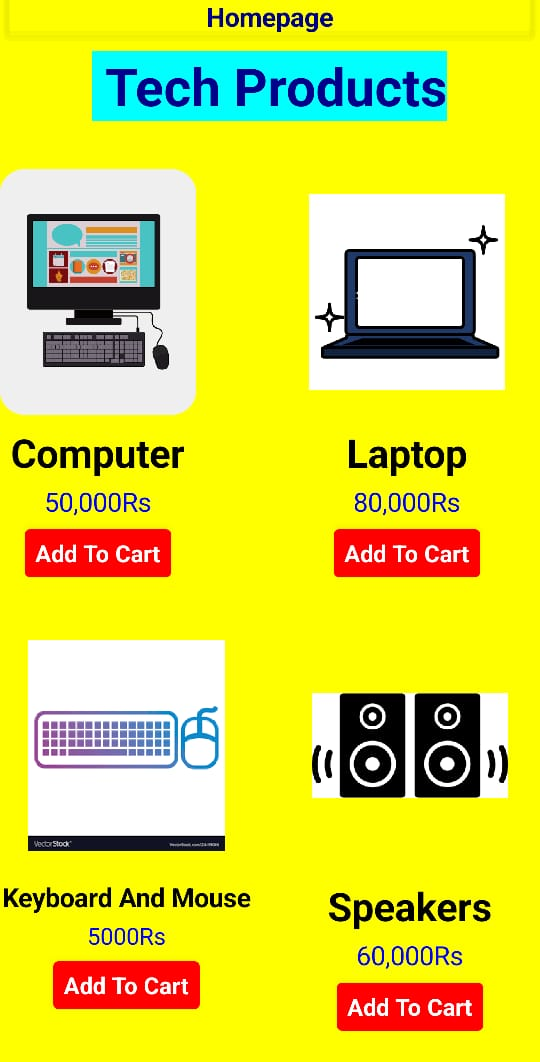 Homepage
Tech Products
Computer
50,000Rs
Add To Cart
Laptop
80,000Rs
Add To Cart
VectorStock
Keyboard And Mouse
5000Rs
Add To Cart
Speakers
60,000Rs
Add To Cart